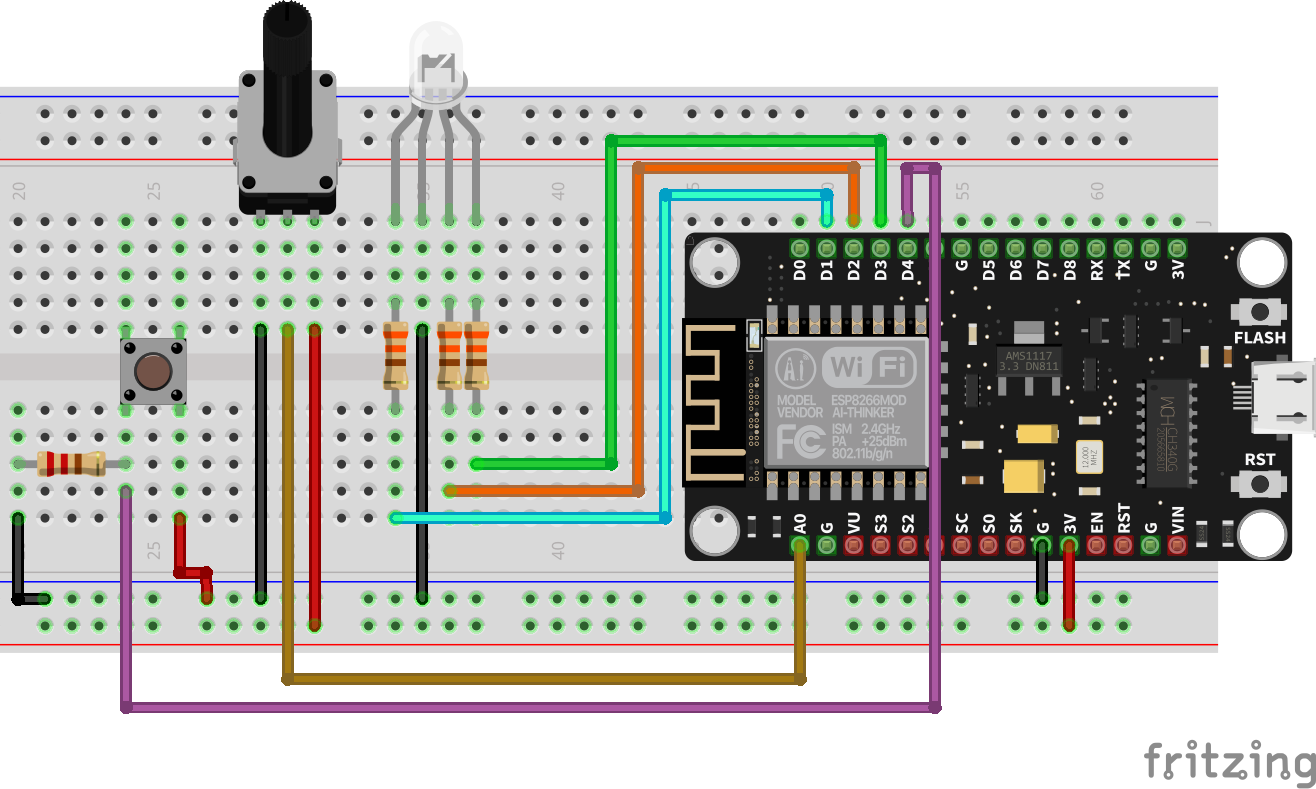 20
25
35
40
55
60
J
D0 D1 D2 D3 D4 G D5 D6 D7 D8 RX TX G 3V
FLASH
AMS1117
3.3 DN811
Ai Wi Fi
MODEL ESP8266MOD
VENDOR AI-THINKER
FC ISM 2.4GHz
PA +25dBm
802.11b/g/n
12.000
MHZ
CH340G
RST
A0 G VU S3 S2 SC S0 SK G 3V EN RST G VIN
25
40
fritzing